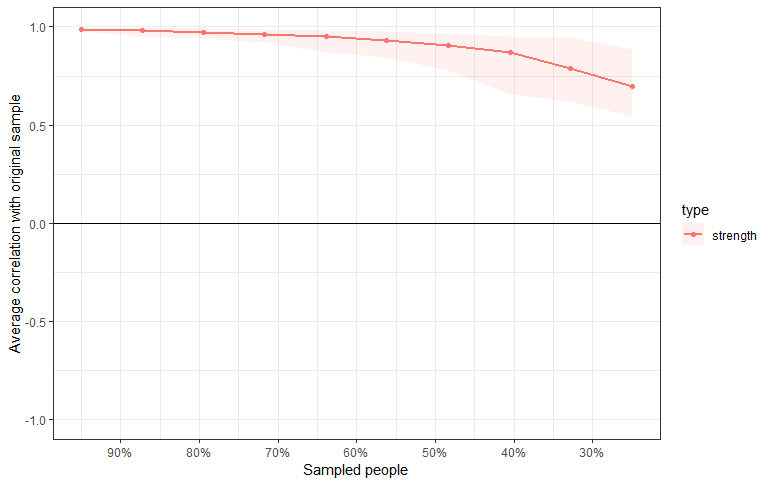 Average correlation with original sample
1.0
0.5
0.0
-0.5
-1.0
90% 80% 70% 60% 50% 40% 30%
Sampled people
type
strength